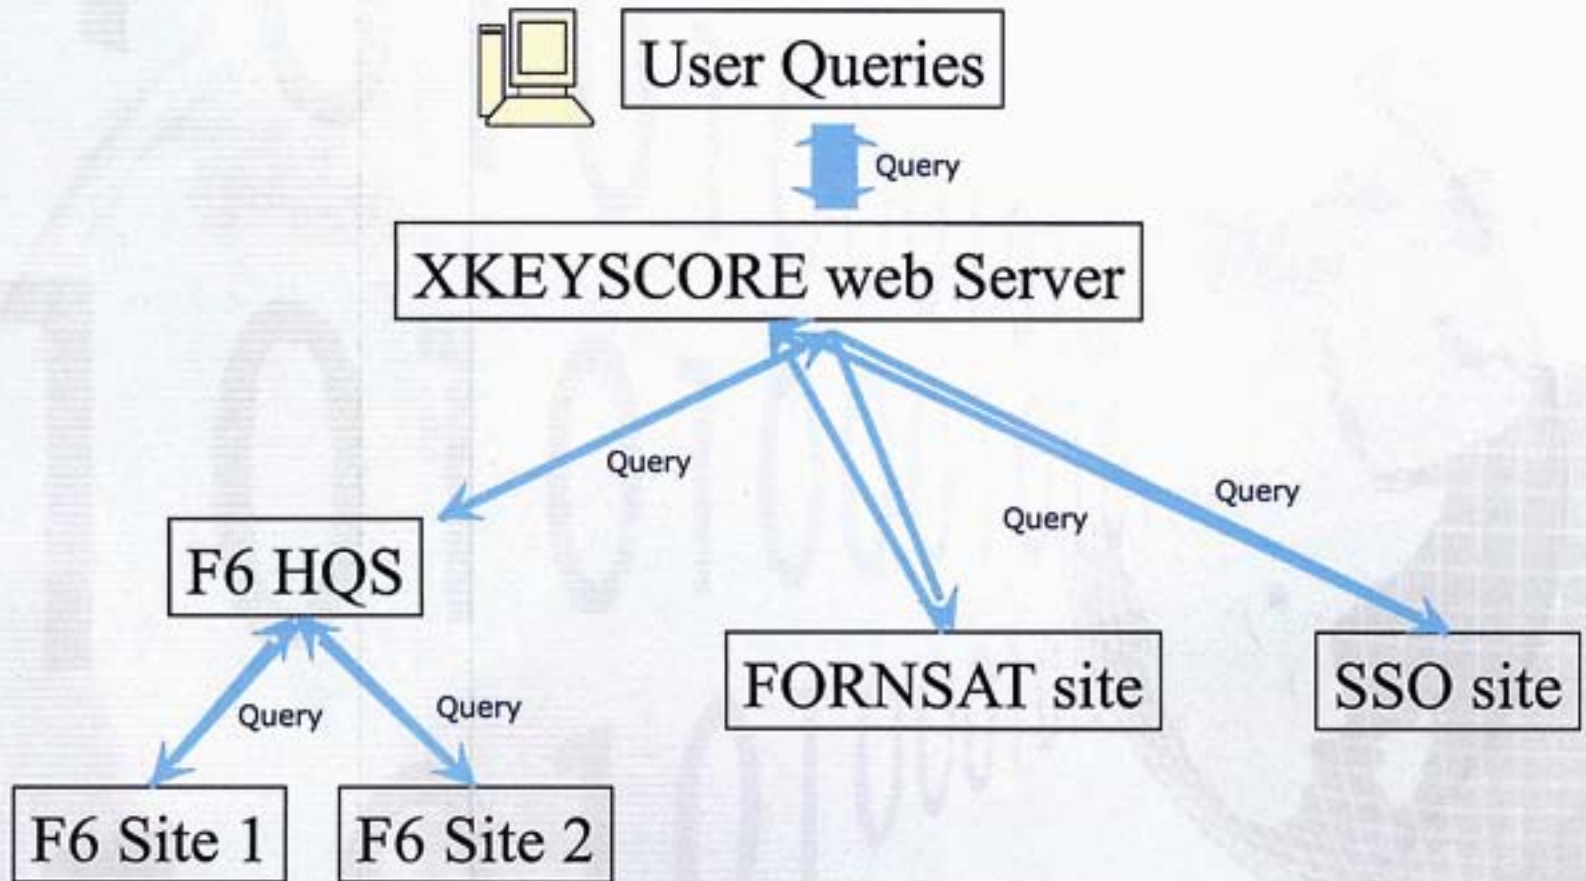 User Queries
Query
XKEYSCORE web Server
Query
Query
Query
F6 HQS
FORNSAT site
SSO site
Query
Query
F6 Site 1
F6 Site 2